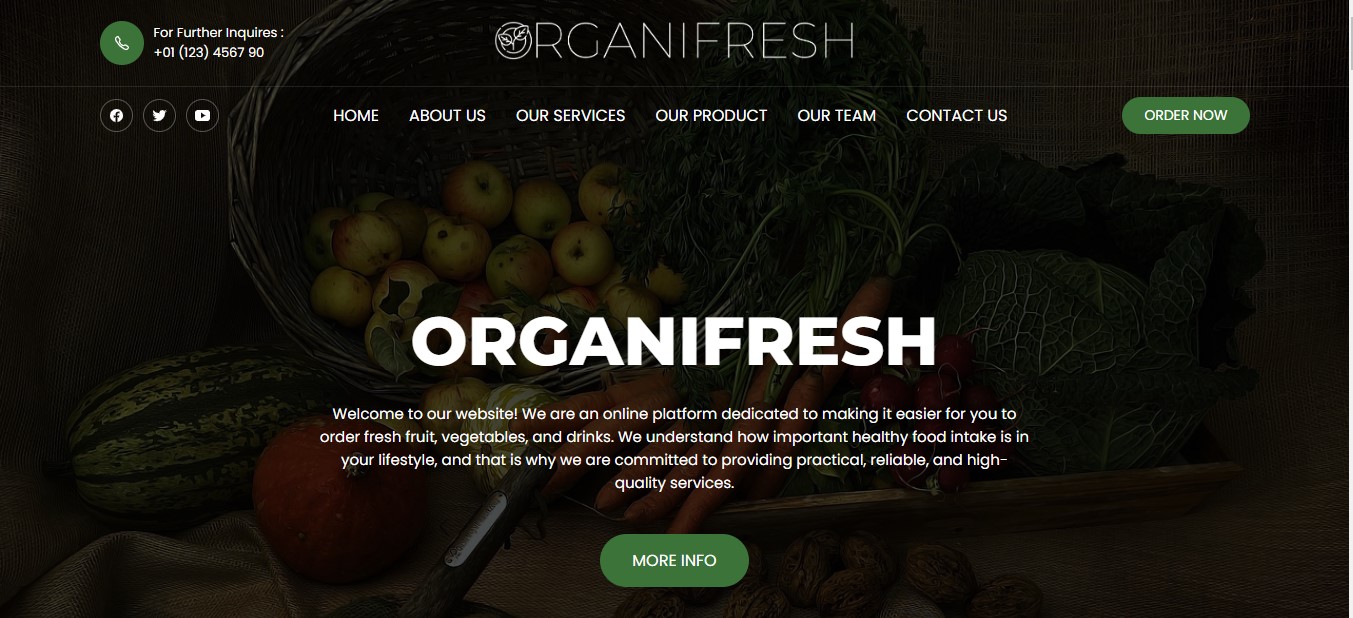 For Further Inquires :
+01 (123) 4567 90
ORGANIFRESH
HOME ABOUT US OUR SERVICES OUR PRODUCT OUR TEAM CONTACT US ORDER NOW
ORGANIFRESH
Welcome to our website! We are an online platform dedicated to making it easier for you to
order fresh fruit, vegetables, and drinks. We understand how important healthy food intake is in
your lifestyle, and that is why we are committed to providing practical, reliable, and high-
quality services.
MORE INFO